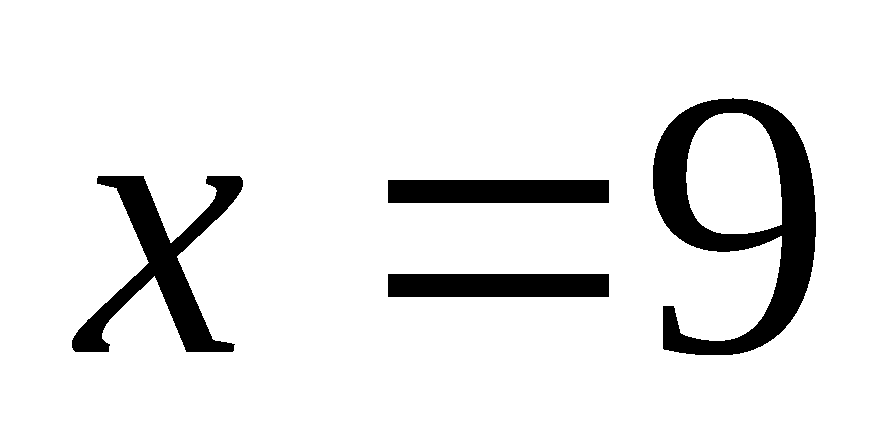 x = 9